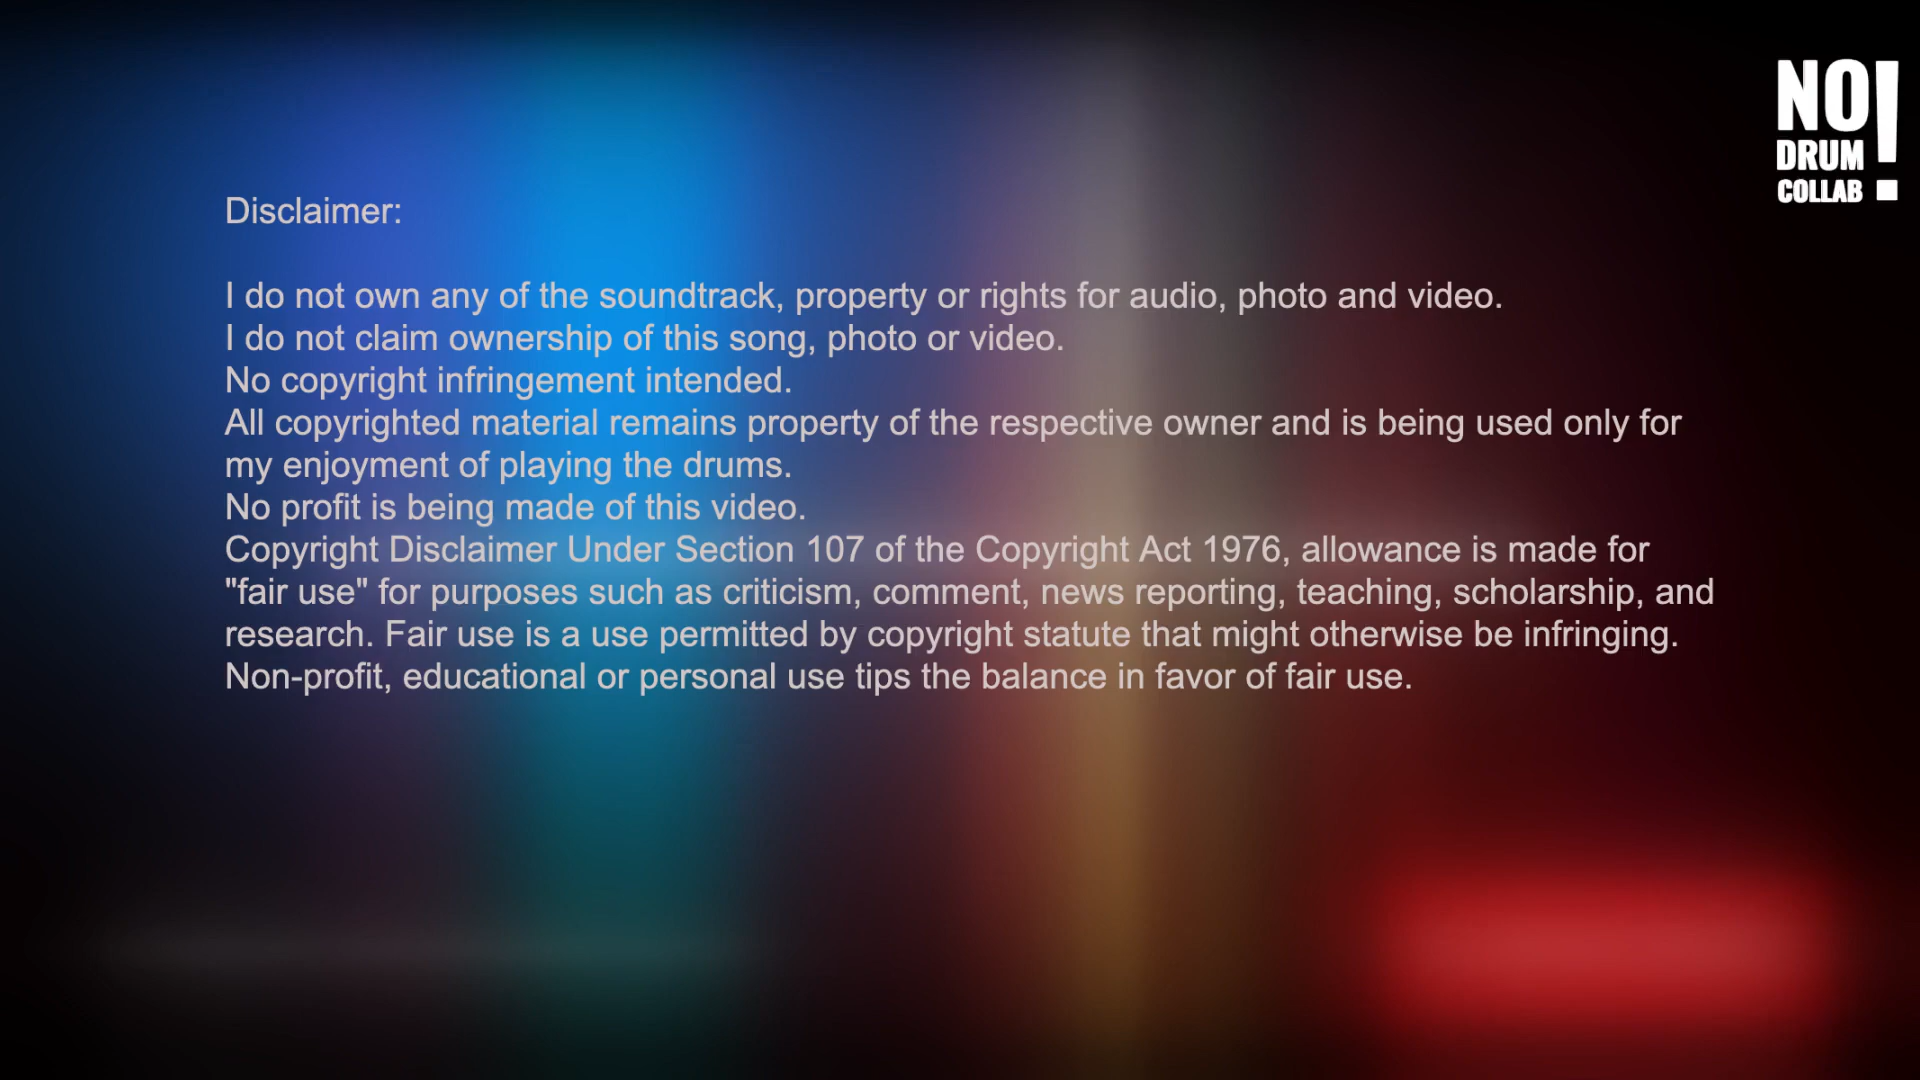 NO!
DRUM
COLLAB
Disclaimer:
I do not own any of the soundtrack, property or rights for audio, photo and video.
I do not claim ownership of this song, photo or video.
No copyright infringement intended.
All copyrighted material remains property of the respective owner and is being used only for
my enjoyment of playing the drums.
No profit is being made of this video.
Copyright Disclaimer Under Section 107 of the Copyright Act 1976, allowance is made for
"fair use" for purposes such as criticism, comment, news reporting, teaching, scholarship, and
research. Fair use is a use permitted by copyright statute that might otherwise be infringing.
Non-profit, educational or personal use tips the balance in favor of fair use.